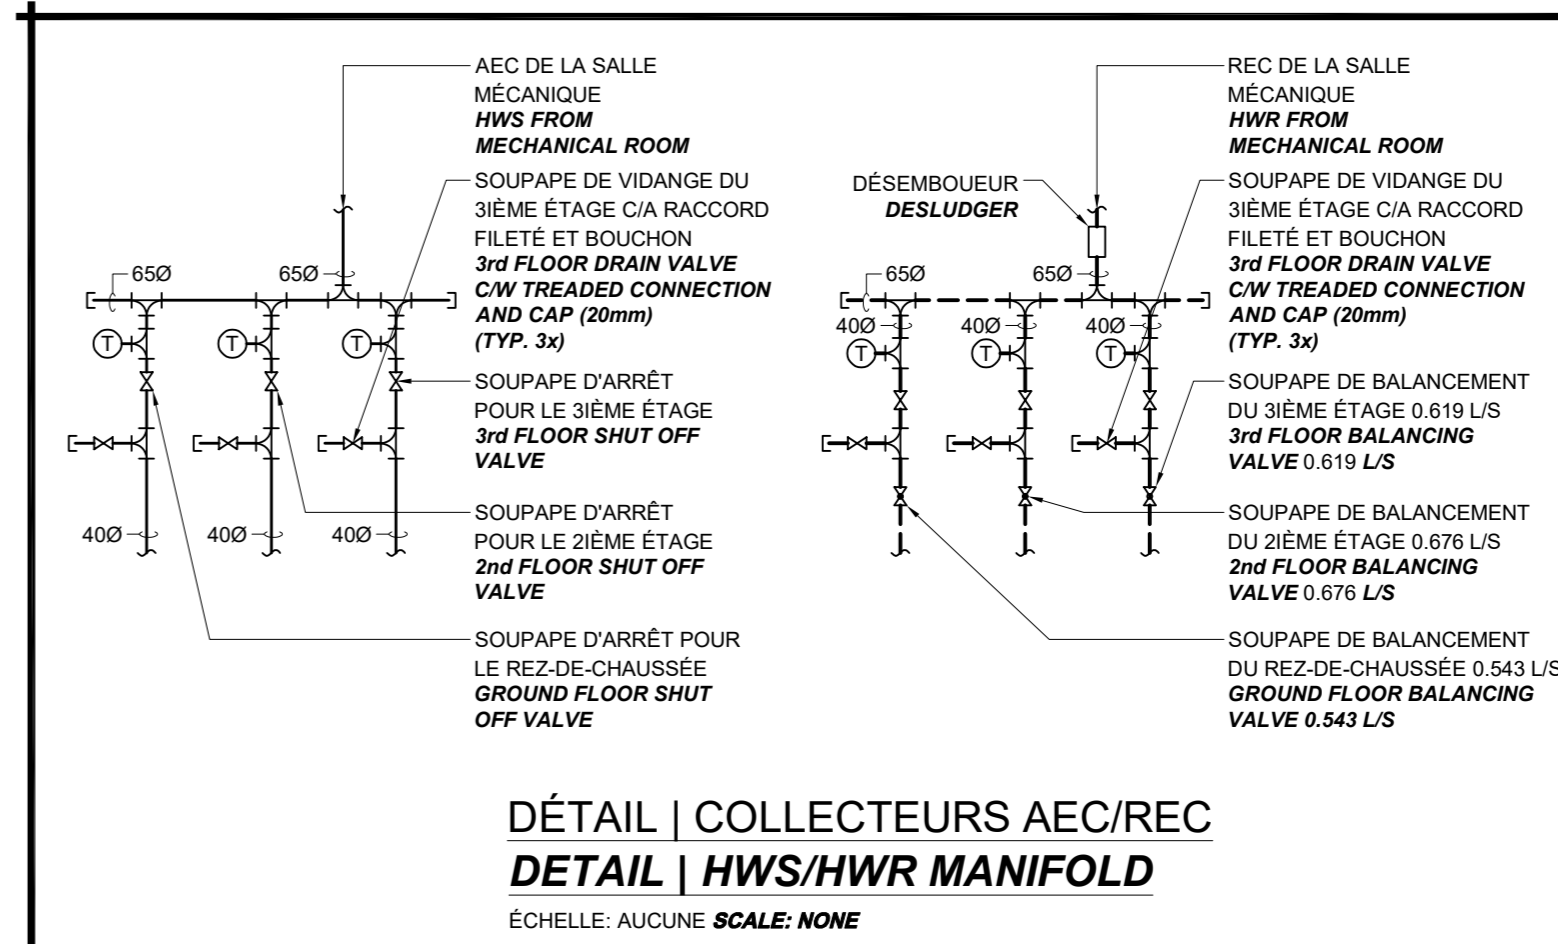 AEC DE LA SALLE
MÉCANIQUE
HWS FROM
MECHANICAL ROOM
SOUPAPE DE VIDANGE DU
3IÈME ÉTAGE C/A RACCORD
FILETÉ ET BOUCHON
3rd FLOOR DRAIN VALVE
C/W TREADED CONNECTION
AND CAP (20mm)
(TYP. 3x)
SOUPAPE D'ARRÊT
POUR LE 3IÈME ÉTAGE
3rd FLOOR SHUT OFF
VALVE
SOUPAPE D'ARRÊT
POUR LE 2IÈME ÉTAGE
2nd FLOOR SHUT OFF
VALVE
SOUPAPE D'ARRÊT POUR
LE REZ-DE-CHAUSSÉE
GROUND FLOOR SHUT
OFF VALVE
65Ø
65Ø
T
T
T
40Ø
40Ø
40Ø
REC DE LA SALLE
MÉCANIQUE
HWR FROM
MECHANICAL ROOM
DÉSEMBOUEUR
DESLUDGER
SOUPAPE DE VIDANGE DU
3IÈME ÉTAGE C/A RACCORD
FILETÉ ET BOUCHON
3rd FLOOR DRAIN VALVE
C/W TREADED CONNECTION
AND CAP (20mm)
(TYP. 3x)
SOUPAPE DE BALANCEMENT
DU 3IÈME ÉTAGE 0.619 L/S
3rd FLOOR BALANCING
VALVE 0.619 L/S
SOUPAPE DE BALANCEMENT
DU 2IÈME ÉTAGE 0.676 L/S
2nd FLOOR BALANCING
VALVE 0.676 L/S
SOUPAPE DE BALANCEMENT
DU REZ-DE-CHAUSSÉE 0.543 L/S
GROUND FLOOR BALANCING
VALVE 0.543 L/S
65Ø
65Ø
40Ø
40Ø
40Ø
T
T
T
DÉTAIL | COLLECTEURS AEC/REC
DETAIL | HWS/HWR MANIFOLD
ÉCHELLE: AUCUNE SCALE: NONE